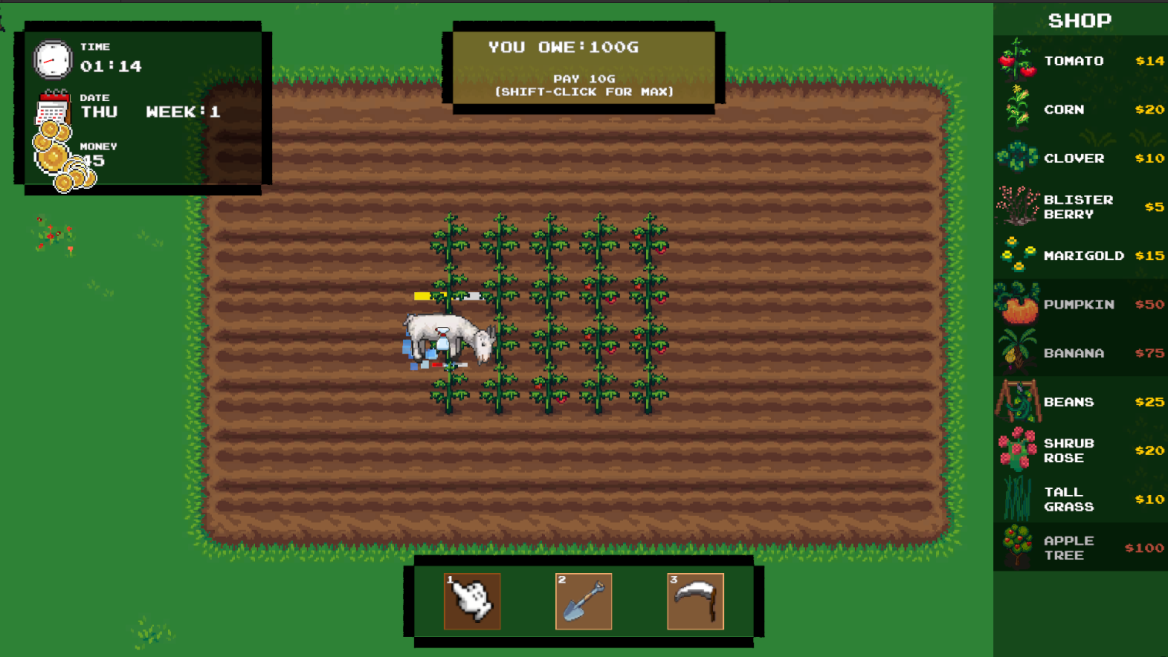 TIME
01:14
DATE
THU WEEK:1
MONEY
45
YOU OWE:100G
PAY 10G
(SHIFT-CLICK FOR MAX)
SHOP
TOMATO $14
CORN $20
CLOVER $10
BLISTER
BERRY $5
MARIGOLD $15
PUMPKIN $50
BANANA $75
BEANS $25
SHRUB
ROSE $20
TALL
GRASS $10
APPLE
TREE $100
1 2 3